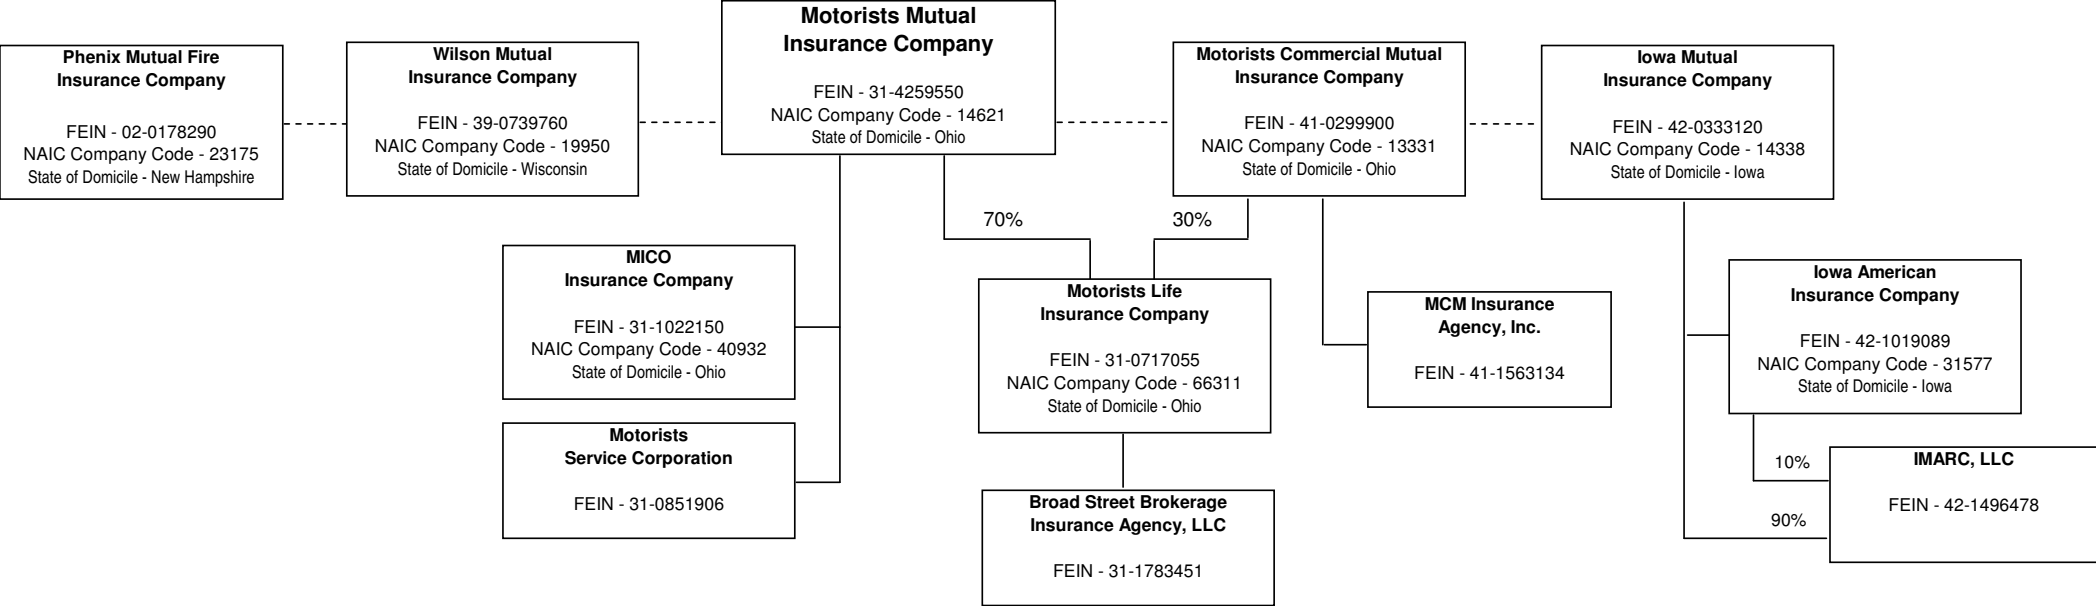 Motorists Mutual
Insurance Company
FEIN - 31-4259550
NAIC Company Code - 14621
State of Domicile - Ohio
Phenix Mutual Fire
Insurance Company
FEIN - 02-0178290
NAIC Company Code - 23175
State of Domicile - New Hampshire
Wilson Mutual
Insurance Company
FEIN - 39-0739760
NAIC Company Code - 19950
State of Domicile - Wisconsin
Motorists Commercial Mutual
Insurance Company
FEIN - 41-0299900
NAIC Company Code - 13331
State of Domicile - Ohio
Iowa Mutual
Insurance Company
FEIN - 42-0333120
NAIC Company Code - 14338
State of Domicile - Iowa
70%
30%
MICO
Insurance Company
FEIN - 31-1022150
NAIC Company Code - 40932
State of Domicile - Ohio
Motorists Life
Insurance Company
FEIN - 31-0717055
NAIC Company Code - 66311
State of Domicile - Ohio
MCM Insurance
Agency, Inc.
FEIN - 41-1563134
Iowa American
Insurance Company
FEIN - 42-1019089
NAIC Company Code - 31577
State of Domicile - Iowa
Motorists
Service Corporation
FEIN - 31-0851906
Broad Street Brokerage
Insurance Agency, LLC
FEIN - 31-1783451
10%
90%
IMARC, LLC
FEIN - 42-1496478